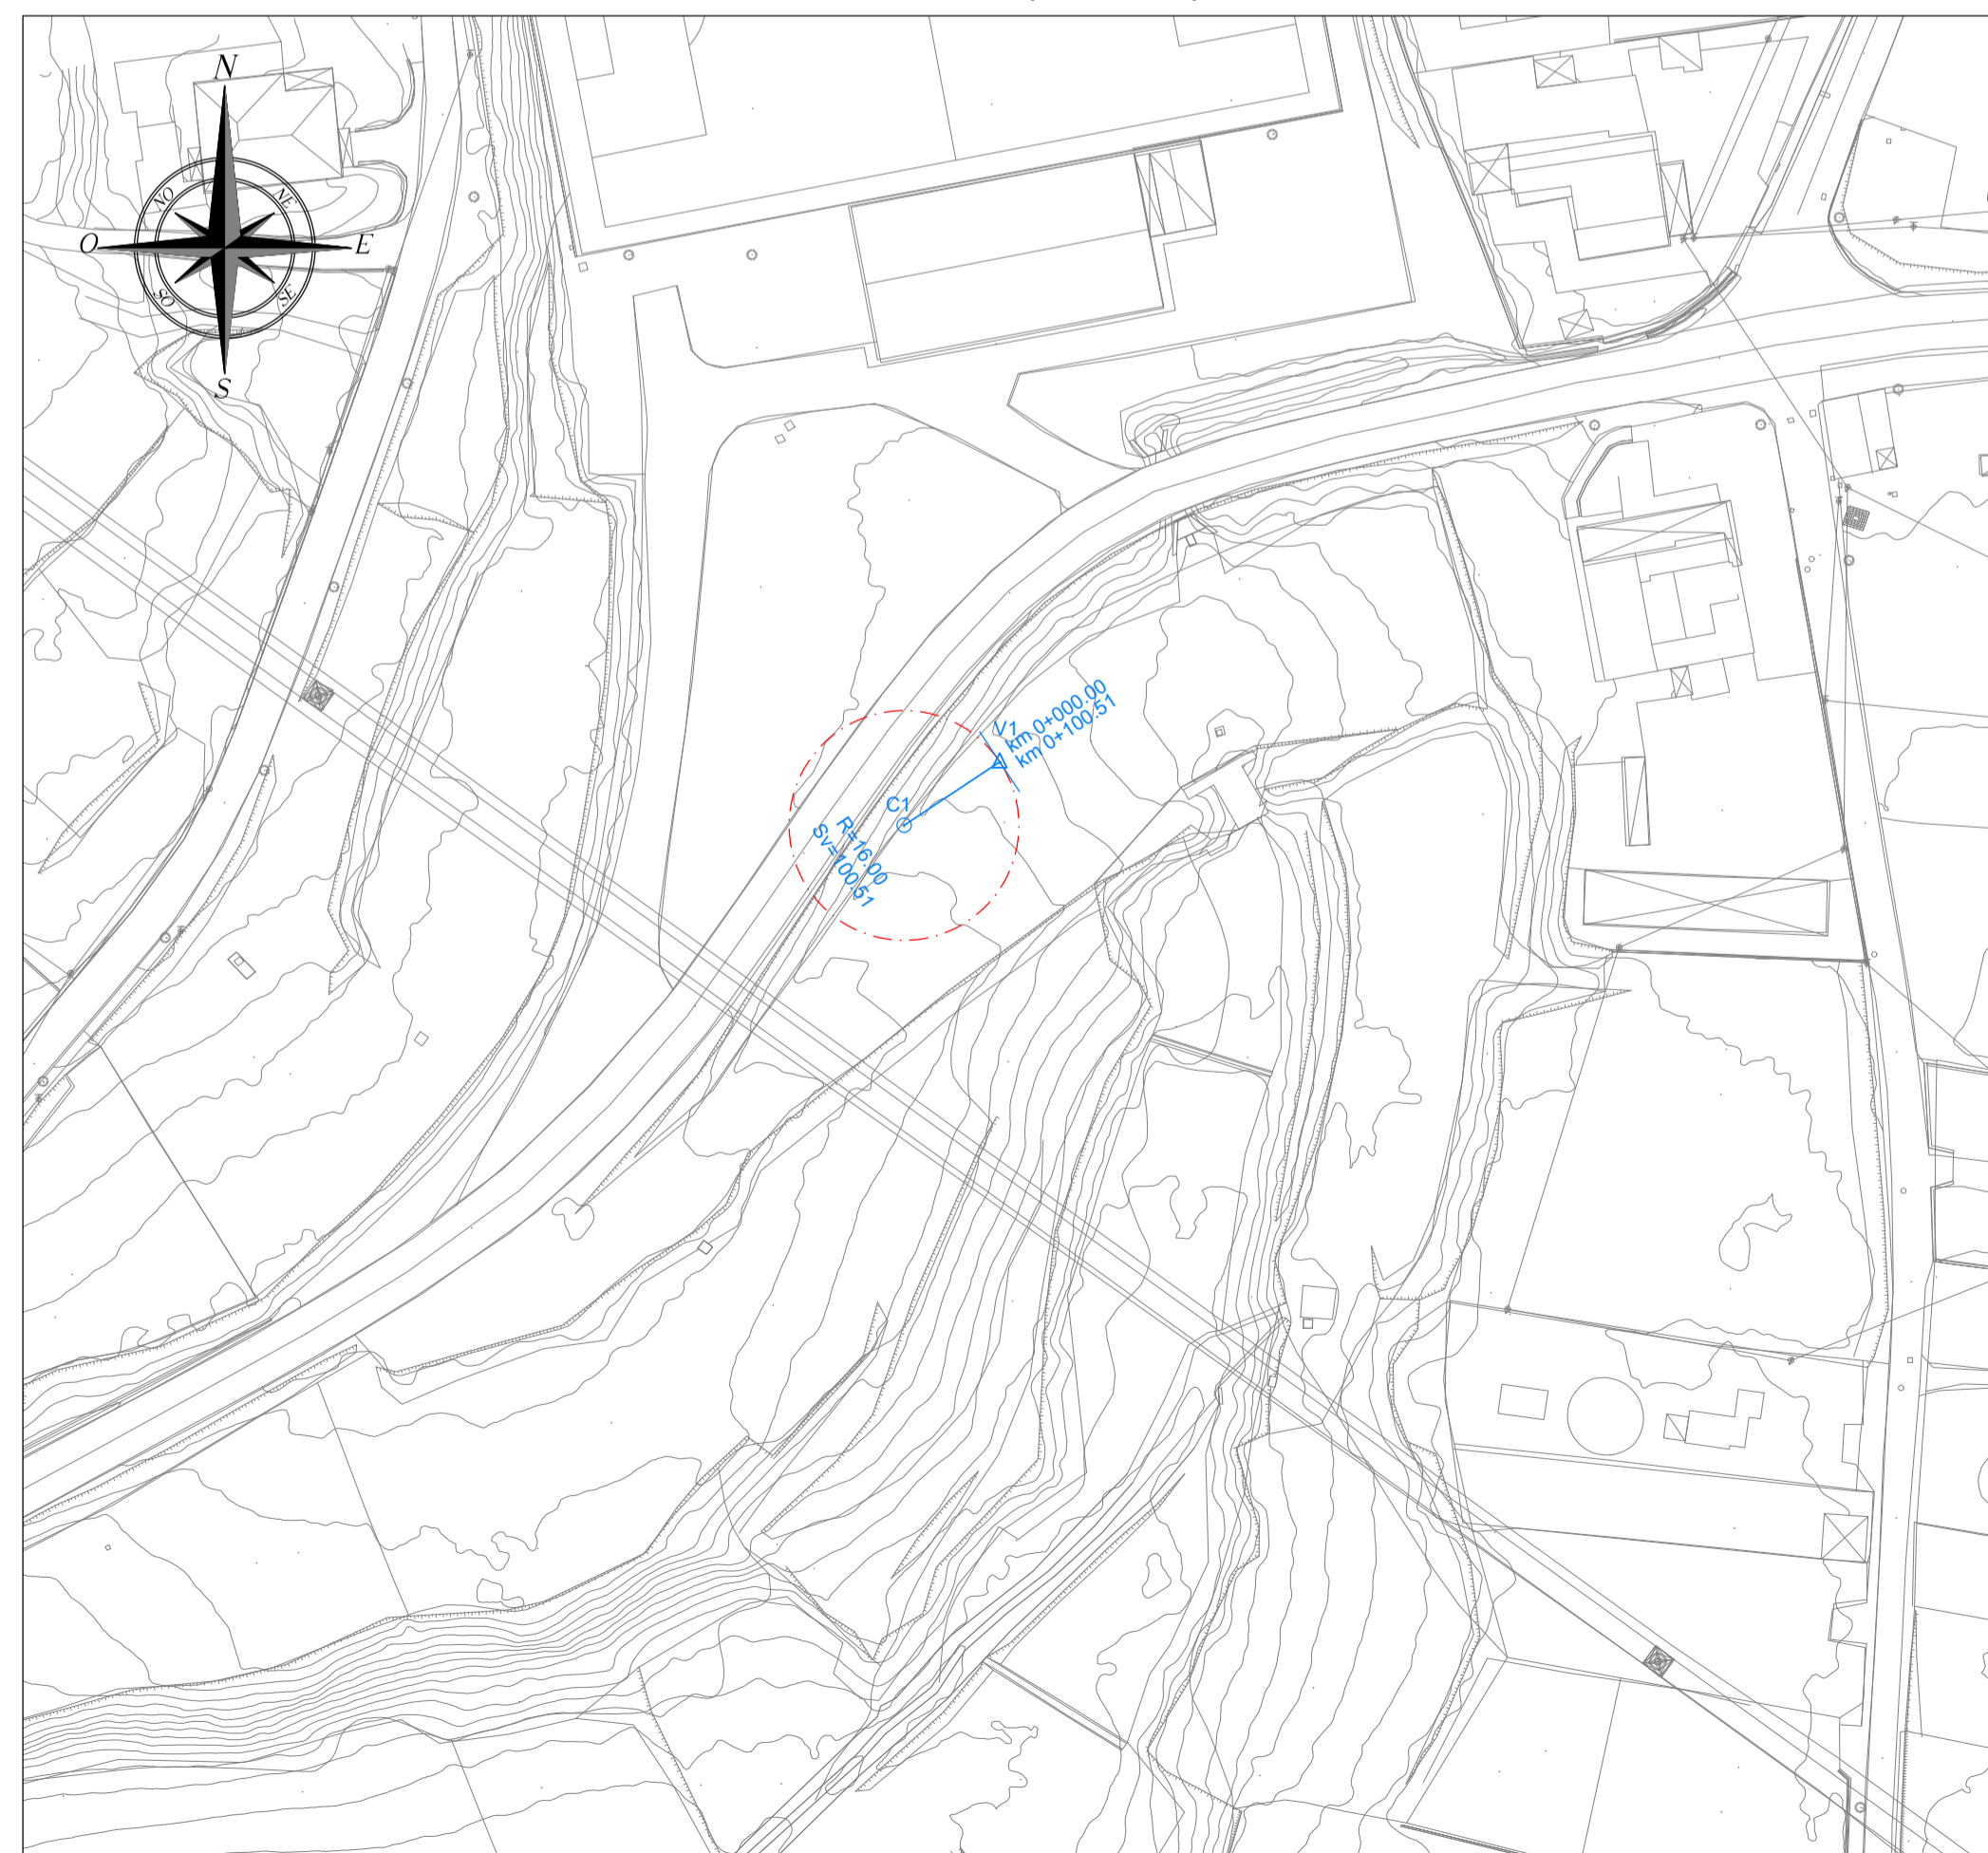 N
NO
NE
O
E
SO
SE
S
V1
km 0+000.00
km 0+100.51
C1
R=16.00
Sv=100.51